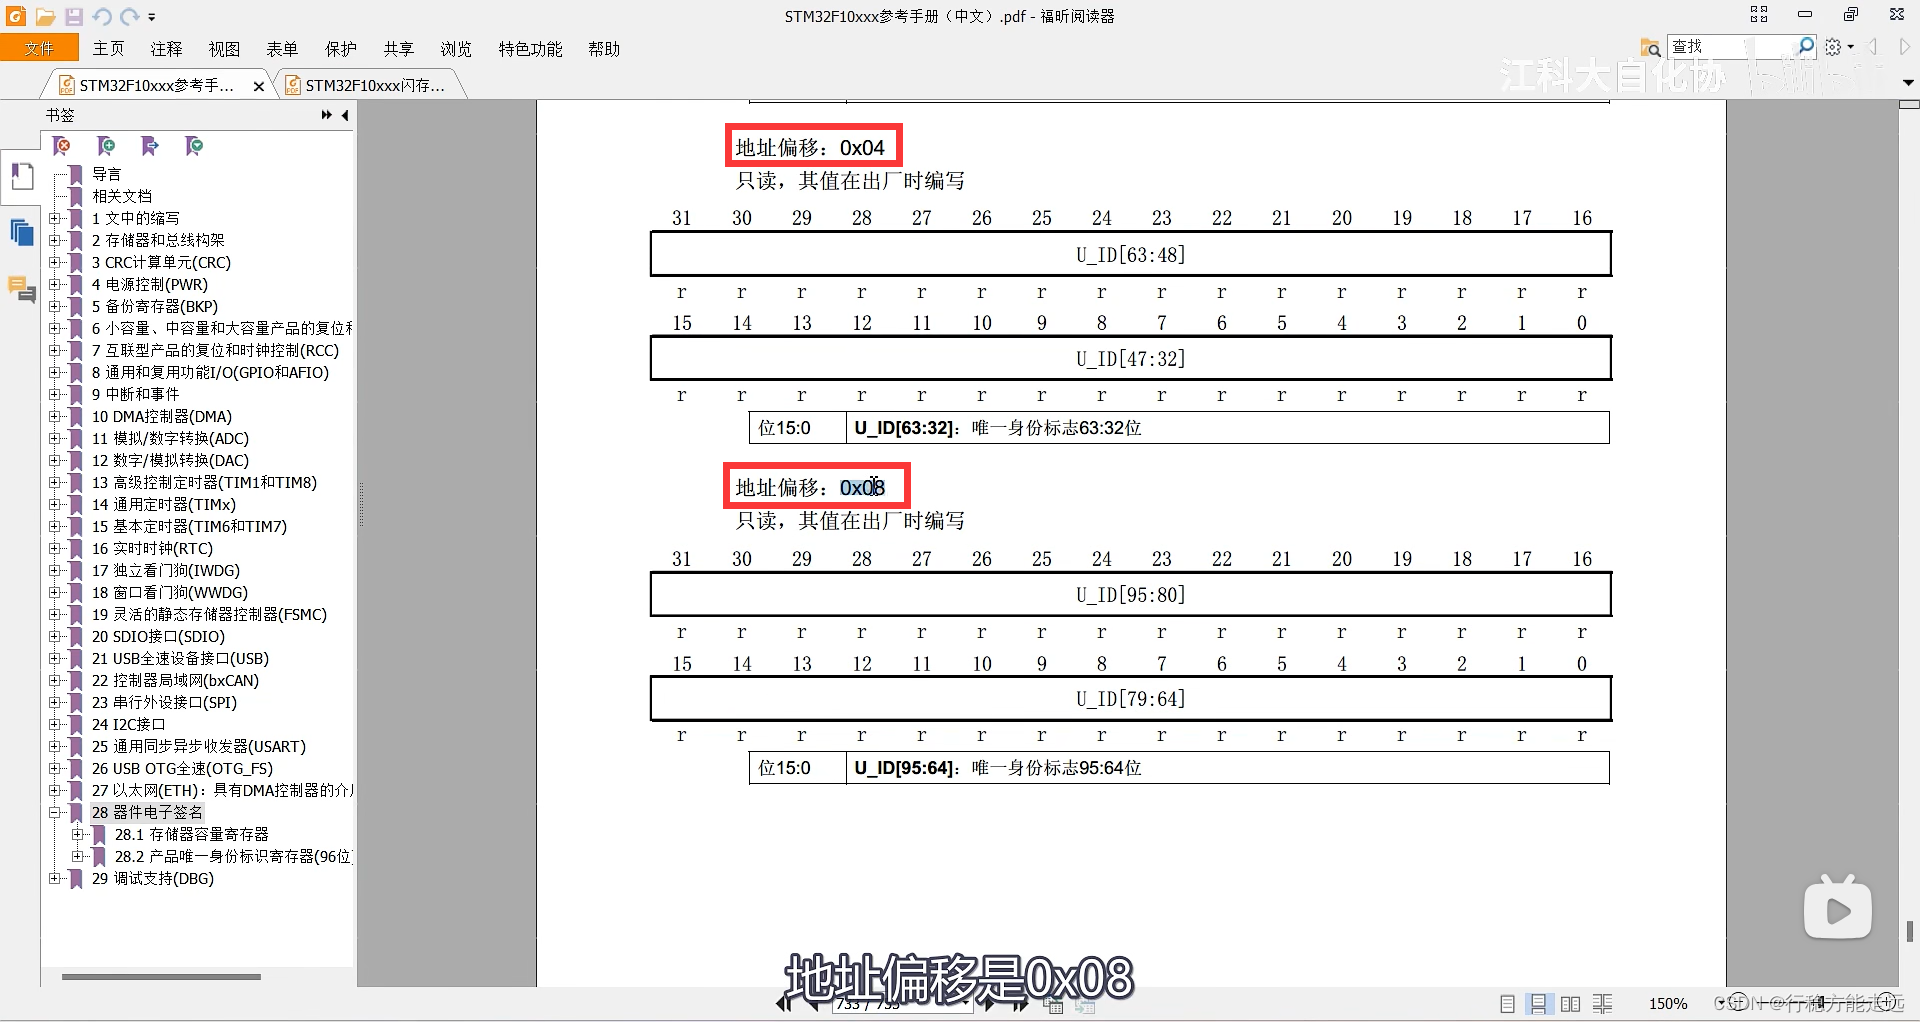 STM32F10xxx参考手册（中文）.pdf - 福昕阅读器
文件 主页 注释 视图 表单 保护 共享 浏览 特色功能 帮助
查找
江科大自化协
STM32F10xxx参考手... STM32F10xxx闪存...
书签
导言
相关文档
1 文中的缩写
2 存储器和总线构架
3 CRC计算单元(CRC)
4 电源控制(PWR)
5 备份寄存器(BKP)
6 小容量、中容量和大容量产品的复位和
7 互联型产品的复位和时钟控制(RCC)
8 通用和复用功能I/O(GPIO和AFIO)
9 中断和事件
10 DMA控制器(DMA)
11 模拟/数字转换(ADC)
12 数字/模拟转换(DAC)
13 高级控制定时器(TIM1和TIM8)
14 通用定时器(TIMx)
15 基本定时器(TIM6和TIM7)
16 实时时钟(RTC)
17 独立看门狗(IWDG)
18 窗口看门狗(WWDG)
19 灵活的静态存储器控制器(FSMC)
20 SDIO接口(SDIO)
21 USB全速设备接口(USB)
22 控制器局域网(bxCAN)
23 串行外设接口(SPI)
24 I2C接口
25 通用同步异步收发器(USART)
26 USB OTG全速(OTG_FS)
27 以太网(ETH)：具有DMA控制器的介
28 器件电子签名
28.1 存储器容量寄存器
28.2 产品唯一身份标识寄存器(96位
29 调试支持(DBG)
地址偏移：0x04
只读，其值在出厂时编写
31 30 29 28 27 26 25 24 23 22 21 20 19 18 17 16
U_ID[63:48]
r r r r r r r r r r r r r r r r
15 14 13 12 11 10 9 8 7 6 5 4 3 2 1 0
U_ID[47:32]
r r r r r r r r r r r r r r r r
位15:0 U_ID[63:32]：唯一身份标志63:32位
地址偏移：0x08
只读，其值在出厂时编写
31 30 29 28 27 26 25 24 23 22 21 20 19 18 17 16
U_ID[95:80]
r r r r r r r r r r r r r r r r
15 14 13 12 11 10 9 8 7 6 5 4 3 2 1 0
U_ID[79:64]
r r r r r r r r r r r r r r r r
位15:0 U_ID[95:64]：唯一身份标志95:64位
地址偏移是0x08
733 / 755
150%
CSDN @行稳方能走远